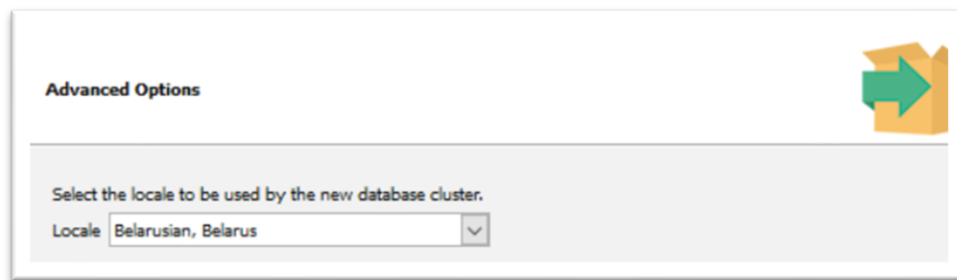 Advanced Options
Select the locale to be used by the new database cluster.
Locale Belarusian, Belarus